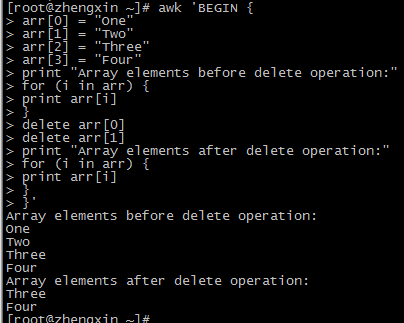 [root@zhengxin ~]# awk 'BEGIN {
> arr[0] = "One"
> arr[1] = "Two"
> arr[2] = "Three"
> arr[3] = "Four"
> print "Array elements before delete operation:"
> for (i in arr) {
> print arr[i]
> }
> delete arr[0]
> delete arr[1]
> print "Array elements after delete operation:"
> for (i in arr) {
> print arr[i]
> }
> }'
Array elements before delete operation:
One
Two
Three
Four
Array elements after delete operation:
Three
Four
[root@zhengxin ~]#